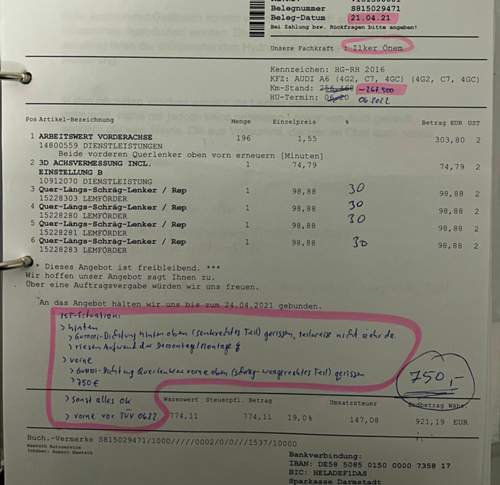 Belegnummer S815029471
Beleg-Datum 21.04.21
Bei Zahlung bzw. Rückfragen bitte angeben!
Unsere Fachkraft : Ilker Önem
Kennzeichen: HG-RH 2016
KFZ: AUDI A6 (4G2, C7, 4GC) (4G2, C7, 4GC)
Km-Stand:
HU-Termin: 06/20 06.2022
Pos Artikel-Bezeichnung Menge Einzelpreis % Betrag EUR UST
1 ARBEITSWERT VORDERACHSE 196 1,55 303,80 2
14800559 DIENSTLEISTUNGEN
Beide vorderen Querlenker oben vorn erneuern [Minuten]
2 3D ACHSVERMESSUNG INCL. 1 74,79 74,79 2
EINSTELLUNG B
10912070 DIENSTLEISTUNG
3 Quer-Längs-Schräg-Lenker / Rep 1 98,88 30 98,88 2
15228303 LEMFÖRDER
4 Quer-Längs-Schräg-Lenker / Rep 1 98,88 30 98,88 2
15228280 LEMFÖRDER
5 Quer-Längs-Schräg-Lenker / Rep 1 98,88 30 98,88 2
15228281 LEMFÖRDER
6 Quer-Längs-Schräg-Lenker / Rep 1 98,88 30 98,88 2
15228283 LEMFÖRDER
* Dieses Angebot ist freibleibend. ***
Wir hoffen unser Angebot sagt Ihnen zu.
Über eine Auftragsvergabe würden wir uns freuen.
An das Angebot halten wir uns bis zum 24.04.2021 gebunden.
IST-Situation:
> hinten
> Gummi-Dichtung hinten oben (senkrechtes Teil) gerissen, teilweise nicht mehr da
> riesen Aufwand der Demontage/Montage
> vorne
> Gummi-Dichtung Querlenker vorne oben (schräg-waagerechtes Teil) gerissen
> 750€
750,-
> sonst alles ok
> vorne vor TÜV 06.22
Warenwert Steuerpfl. Betrag Umsatzsteuer Endbetrag Währ.
774,11 774,11 19,0% 147,08 921,19 EUR
Buch.-Vermerke S815029471/1000/////0002/0/0///1537/10000
Bankverbindung:
IBAN: DE58 5085 0150 0000 7358 17
BIC: HELADEF1DAS
Sparkasse Darmstadt